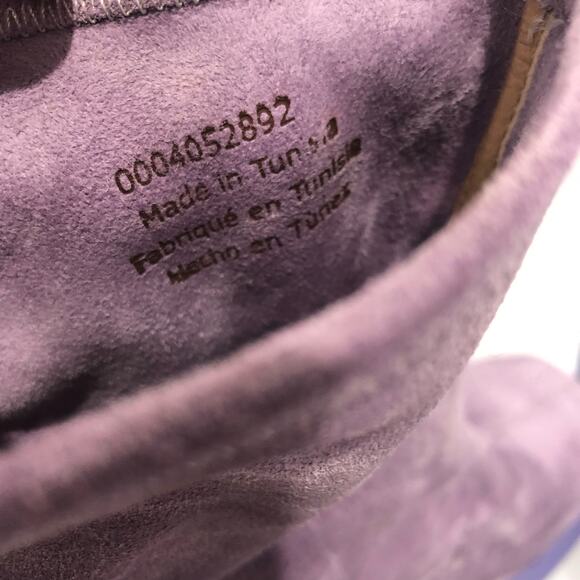 0004052892
Made in Tunisia
Fabriqué en Tunisie
Hecho en Túnez